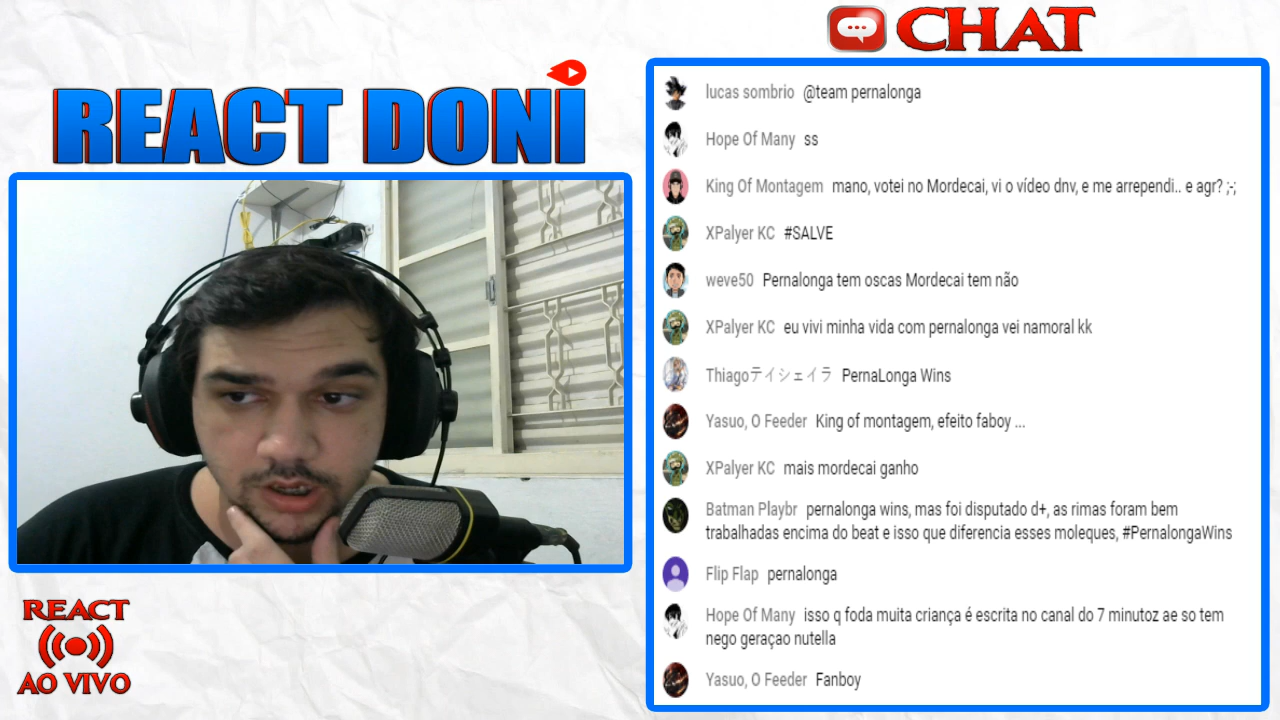 CHAT
REACT DONI
lucas sombrio @team pernalonga
Hope Of Many ss
King Of Montagem mano, votei no Mordecai, vi o vídeo dnv, e me arrependi.. e agr? ;-;
XPalyer KC #SALVE
weve50 Pernalonga tem oscas Mordecai tem não
XPalyer KC eu vivi minha vida com pernalonga vei namoral kk
Thiagoテイシェイラ PernaLonga Wins
Yasuo, O Feeder King of montagem, efeito faboy ...
XPalyer KC mais mordecai ganho
Batman Playbr pernalonga wins, mas foi disputado d+, as rimas foram bem
trabalhadas encima do beat e isso que diferencia esses moleques, #PernalongaWins
Flip Flap pernalonga
Hope Of Many isso q foda muita criança é escrita no canal do 7 minutoz ae so tem
nego geraçao nutella
Yasuo, O Feeder Fanboy
REACT
AO VIVO